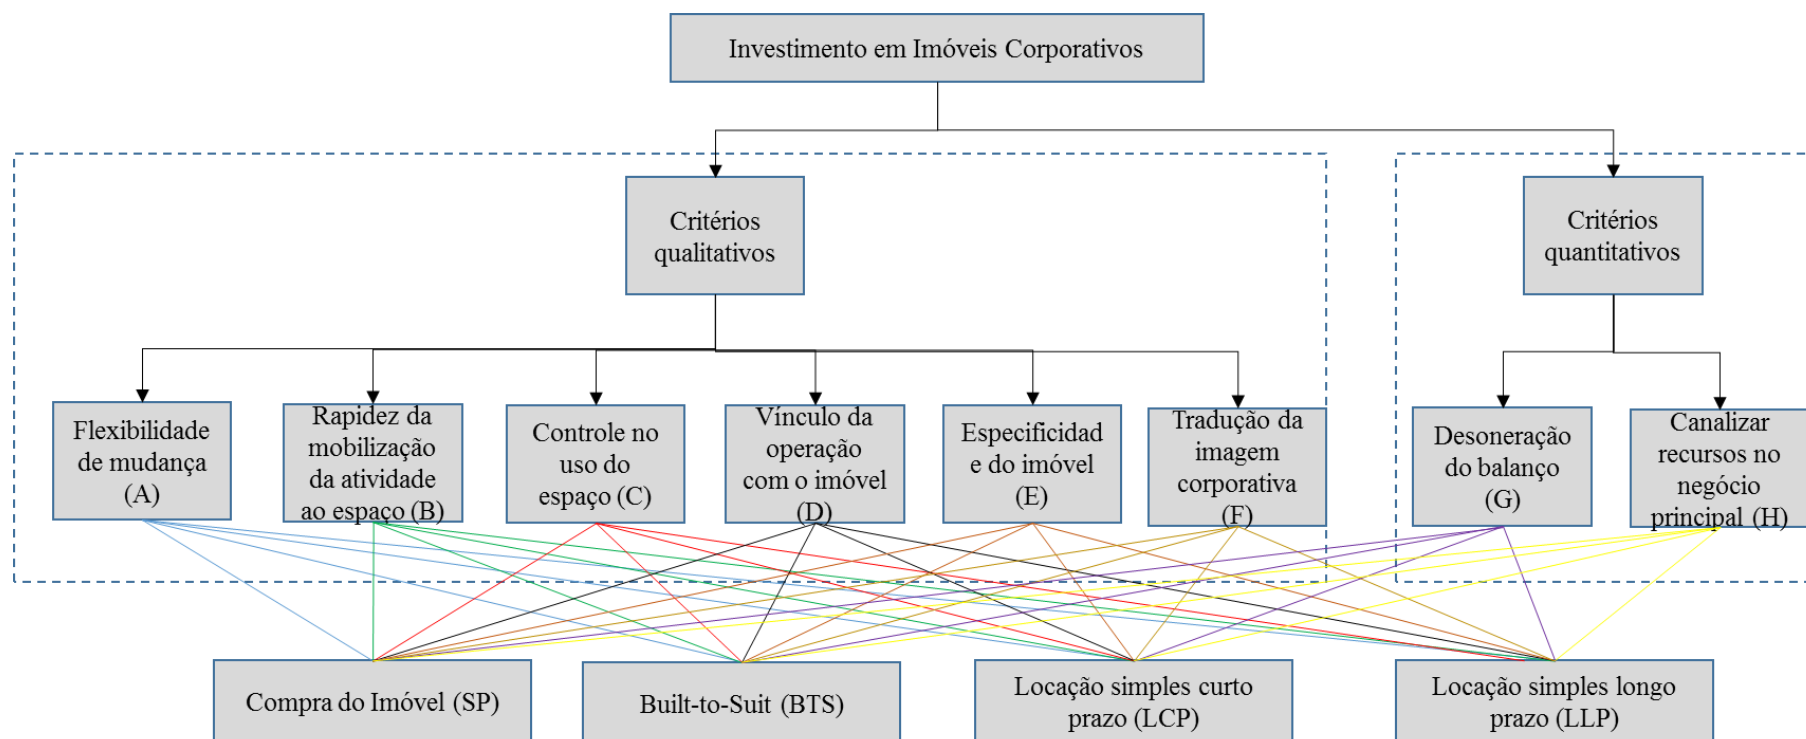 Investimento em Imóveis Corporativos
Critérios
qualitativos
Critérios
quantitativos
Flexibilidade
de mudança
(A)
Rapidez da
mobilização
da atividade
ao espaço (B)
Controle no
uso do
espaço (C)
Vínculo da
operação
com o imóvel
(D)
Especificidad
e do imóvel
(E)
Tradução da
imagem
corporativa
(F)
Desoneração
do balanço
(G)
Canalizar
recursos no
negócio
principal (H)
Compra do Imóvel (SP)
Built-to-Suit (BTS)
Locação simples curto
prazo (LCP)
Locação simples longo
prazo (LLP)